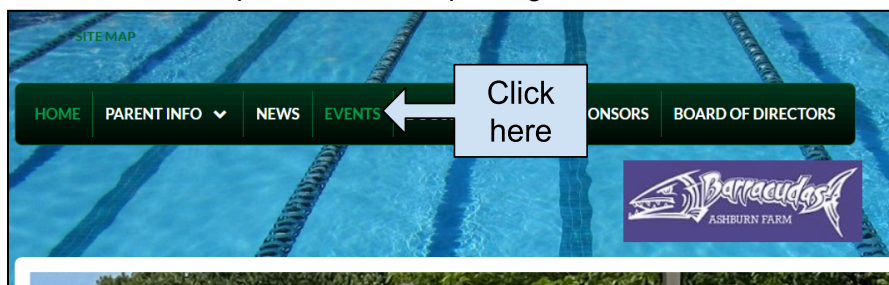 SITE MAP
HOME PARENT INFO NEWS EVENTS ONSORS BOARD OF DIRECTORS
Click
here
Barracudas
ASHBURN FARM